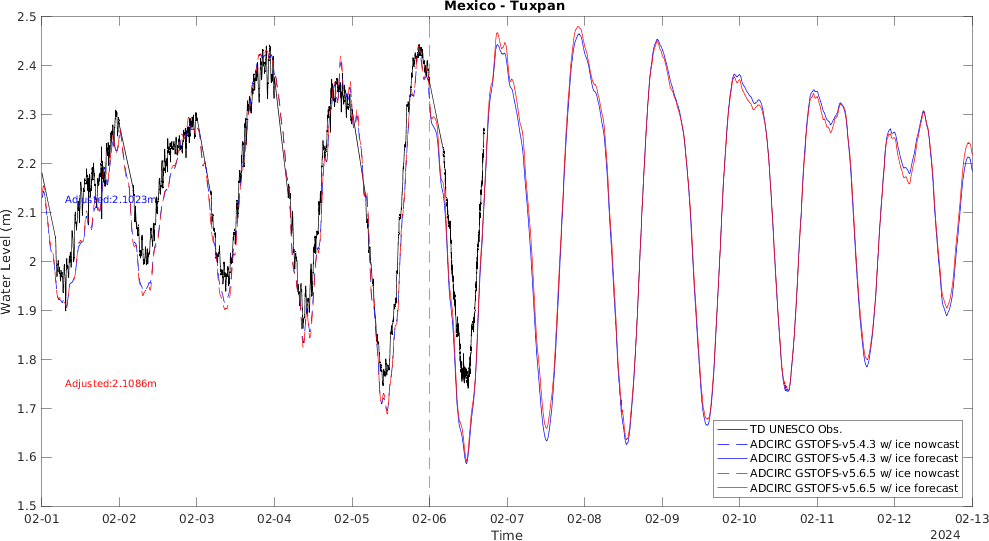 Mexico - Tuxpan
2.5
2.4
2.3
2.2
2.1
2
1.9
1.8
1.7
1.6
1.5
Water Level (m)
Adjusted:2.1023m
Adjusted:2.1086m
TD UNESCO Obs.
ADCIRC GSTOFS-v5.4.3 w/ ice nowcast
ADCIRC GSTOFS-v5.4.3 w/ ice forecast
ADCIRC GSTOFS-v5.6.5 w/ ice nowcast
ADCIRC GSTOFS-v5.6.5 w/ ice forecast
02-01 02-02 02-03 02-04 02-05 02-06 02-07 02-08 02-09 02-10 02-11 02-12 02-13
Time
2024